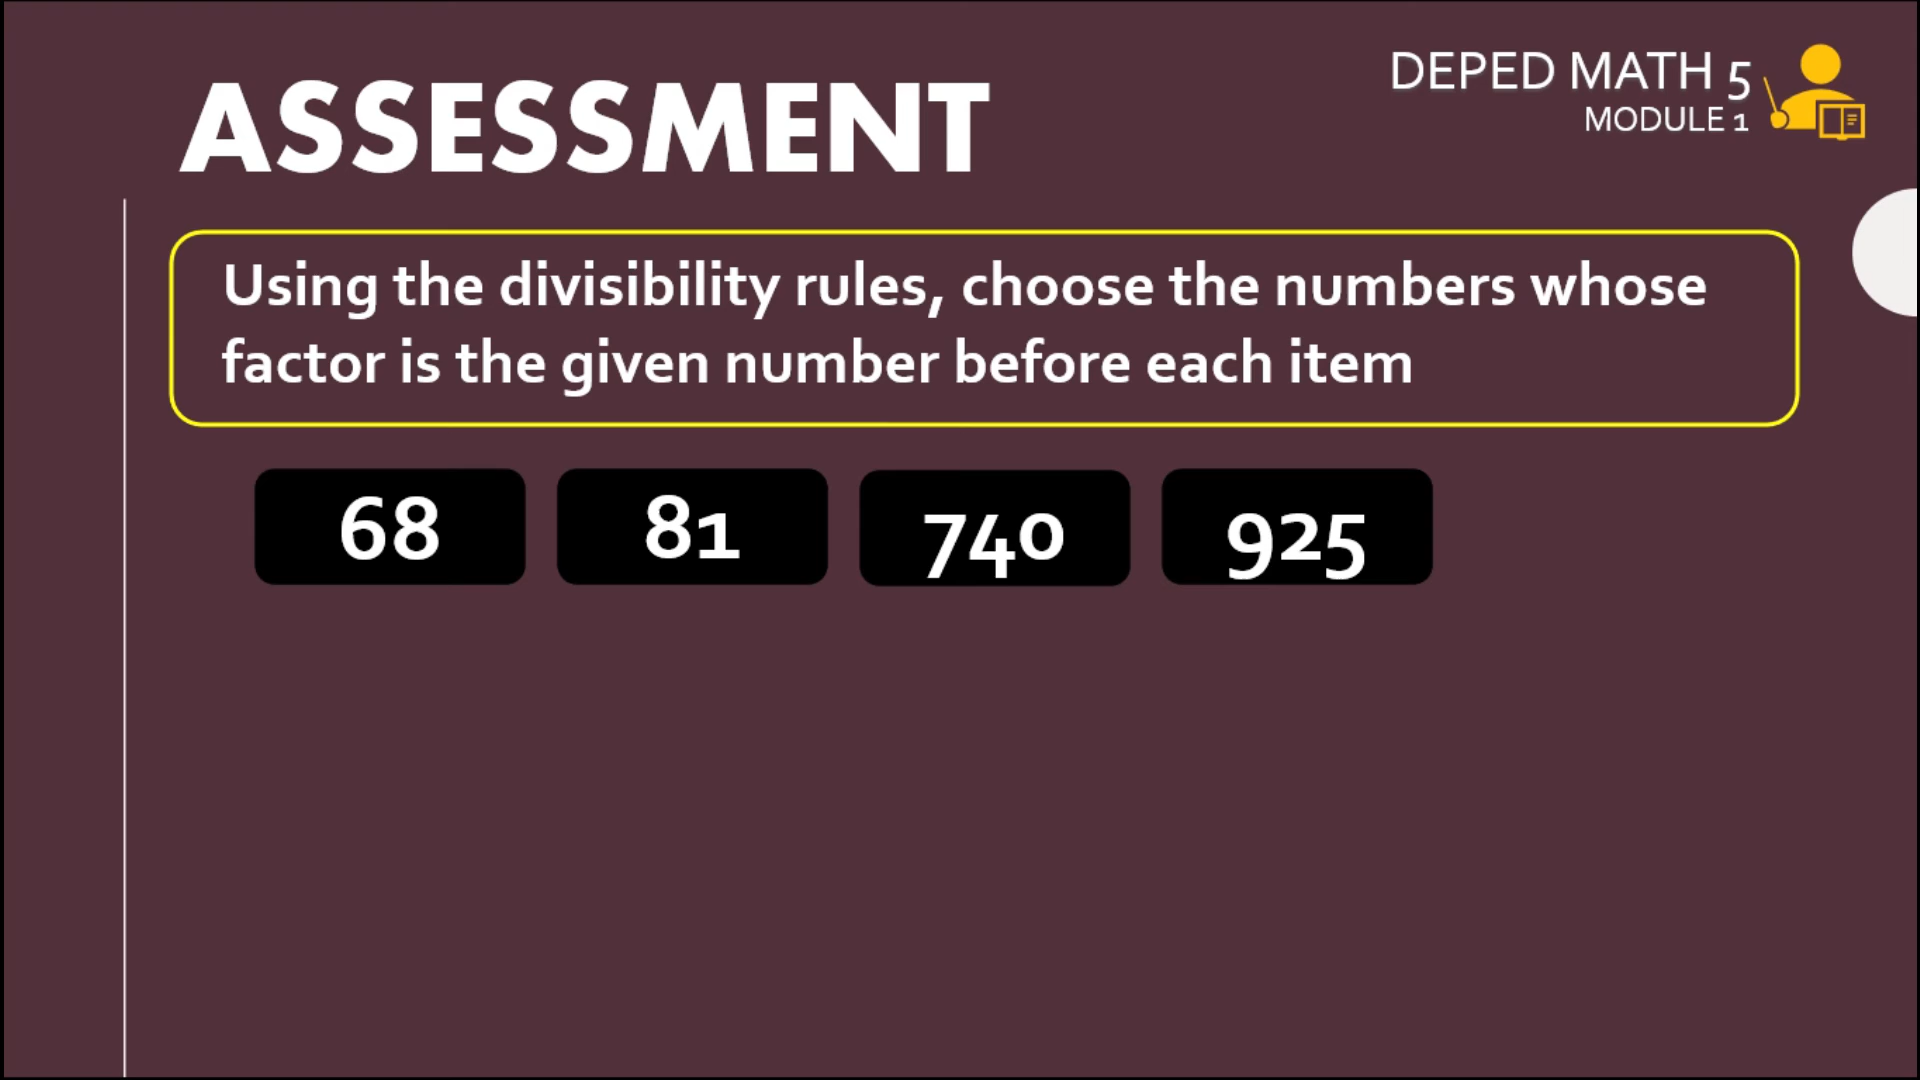 ASSESSMENT
DEPED MATH 5
MODULE 1
Using the divisibility rules, choose the numbers whose
factor is the given number before each item
68 81 740 925